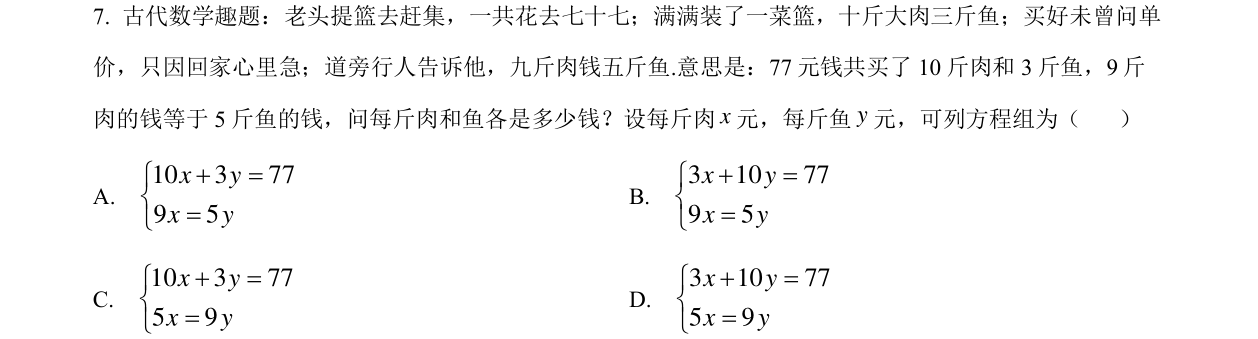 7. 古代数学趣题：老头提篮去赶集，一共花去七十七；满满装了一菜篮，十斤大肉三斤鱼；买好未曾问单
价，只因回家心里急；道旁行人告诉他，九斤肉钱五斤鱼.意思是：77 元钱共买了 10 斤肉和 3 斤鱼，9 斤
肉的钱等于 5 斤鱼的钱，问每斤肉和鱼各是多少钱？设每斤肉 x 元，每斤鱼 y 元，可列方程组为（　　）
A. {10x+3y=77
9x=5y
B. {3x+10y=77
9x=5y
C. {10x+3y=77
5x=9y
D. {3x+10y=77
5x=9y